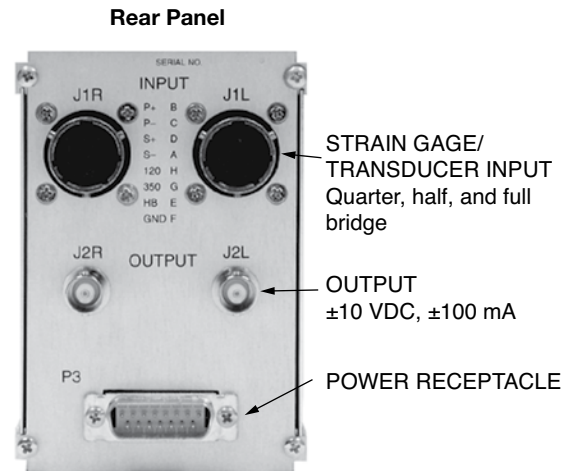 Rear Panel
SERIAL NO.
INPUT
J1R
J1L
P+ B
P– C
S+ D
S– A
120 H
350 G
HB E
GND F
STRAIN GAGE/
TRANSDUCER INPUT
Quarter, half, and full
bridge
J2R
OUTPUT
J2L
OUTPUT
±10 VDC, ±100 mA
P3
POWER RECEPTACLE